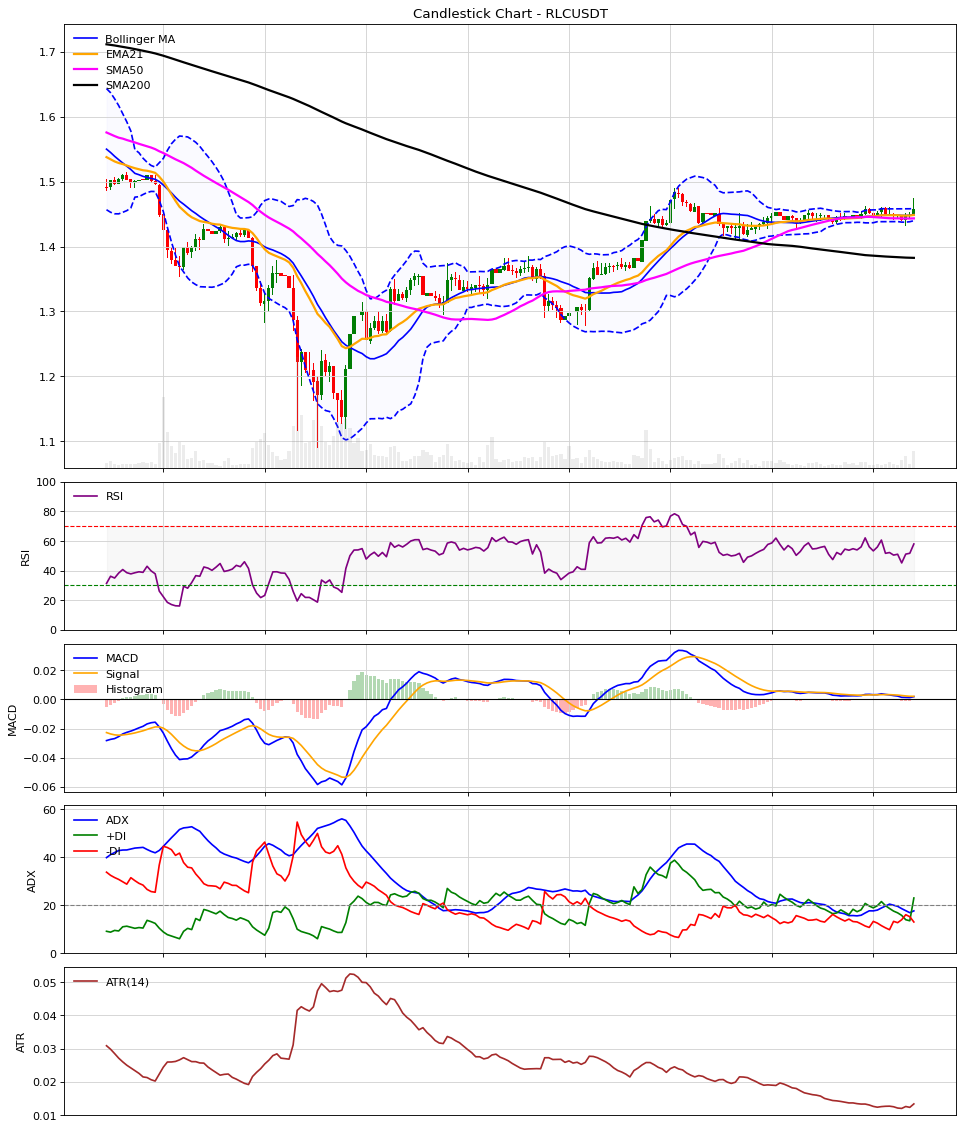 Candlestick Chart - RLCUSDT
Bollinger MA
EMA21
SMA50
SMA200
1.7
1.6
1.5
1.4
1.3
1.2
1.1
RSI
100
80
60
40
20
0
RSI
MACD
Signal
Histogram
0.02
0.00
−0.02
−0.04
−0.06
MACD
ADX
+DI
-DI
60
40
20
0
ADX
ATR(14)
0.05
0.04
0.03
0.02
0.01
ATR